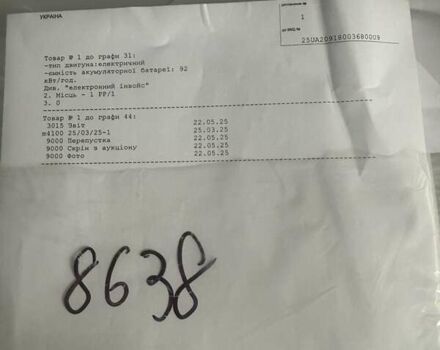 УКРАЇНА
1
25UA209180036800U9
Товар № 1 до графи 31:
-тип двигуна:електричний
-ємність акумуляторної батареї: 92
кВт/год.
Див. "електронний інвойс"
2. Місць - 1 PP/1
3. 0
Товар № 1 до графи 44:
3015 Звіт 22.05.25
m4100 25/03/25-1 25.03.25
9000 Перепустка 22.05.25
9000 Скрін з аукціону 22.05.25
9000 Фото 22.05.25
8638